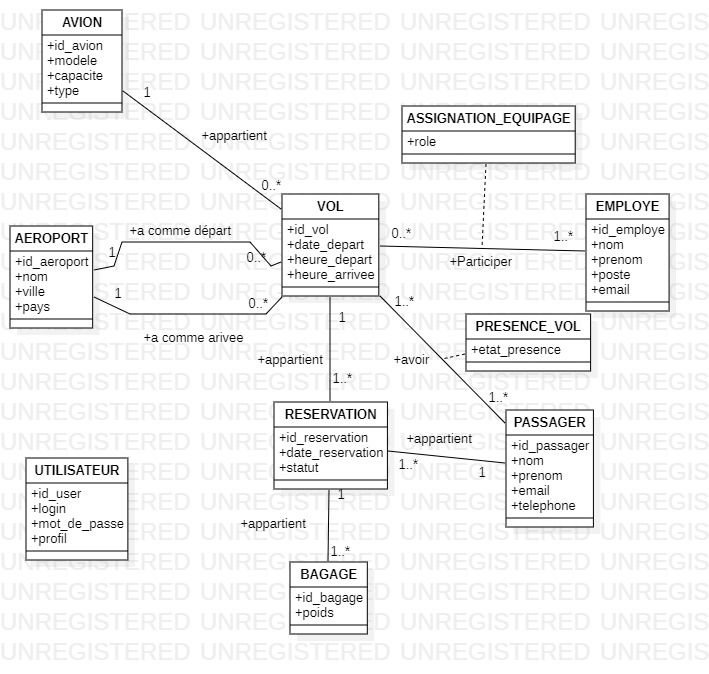 AVION
+id_avion
+modele
+capacite
+type
1
+appartient
0..*
ASSIGNATION_EQUIPAGE
+role
VOL
+id_vol
+date_depart
+heure_depart
+heure_arrivee
EMPLOYE
+id_employe
+nom
+prenom
+poste
+email
0..*
1..*
+Participer
AEROPORT
+id_aeroport
+nom
+ville
+pays
+a comme départ
1
0..*
1
0..*
+a comme arivee
1
+appartient
1..*
1..*
+avoir
1..*
PRESENCE_VOL
+etat_presence
RESERVATION
+id_reservation
+date_reservation
+statut
+appartient
1..*
1
PASSAGER
+id_passager
+nom
+prenom
+email
+telephone
UTILISATEUR
+id_user
+login
+mot_de_passe
+profil
1
+appartient
1..*
BAGAGE
+id_bagage
+poids
UNREGISTERED UNREGISTERED UNREGISTERED UNREGIS